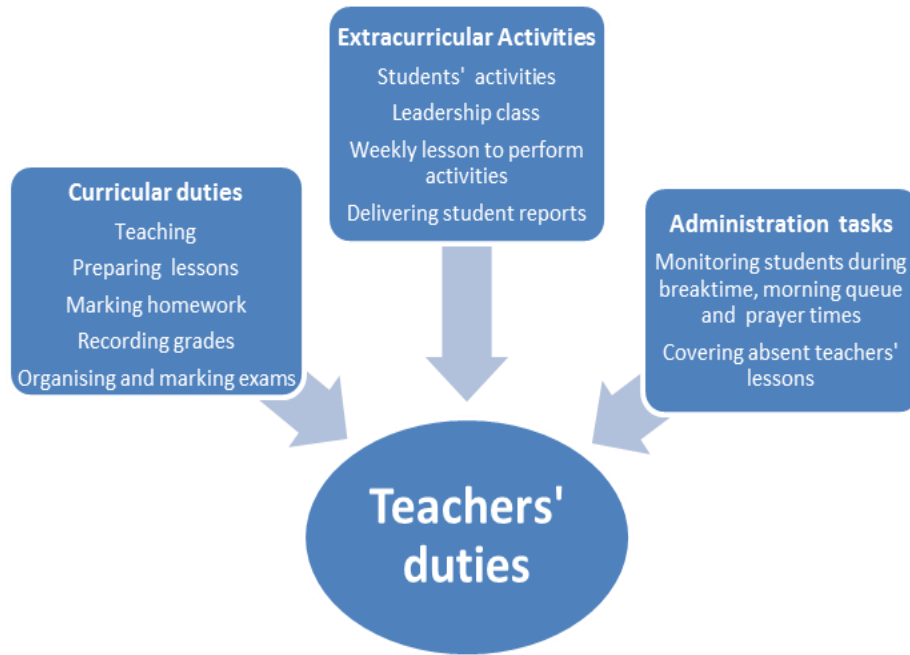 Extracurricular Activities
Students' activities
Leadership class
Weekly lesson to perform
activities
Delivering student reports
Curricular duties
Teaching
Preparing lessons
Marking homework
Recording grades
Organising and marking exams
Administration tasks
Monitoring students during
breaktime, morning queue
and prayer times
Covering absent teachers'
lessons
Teachers'
duties